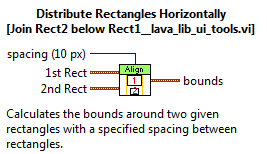 Distribute Rectangles Horizontally
[Join Rect2 below Rect1__lava_lib_ui_tools.vi]
spacing (10 px)
1st Rect
2nd Rect
Align
1
2
bounds
Calculates the bounds around two given
rectangles with a specified spacing between
rectangles.